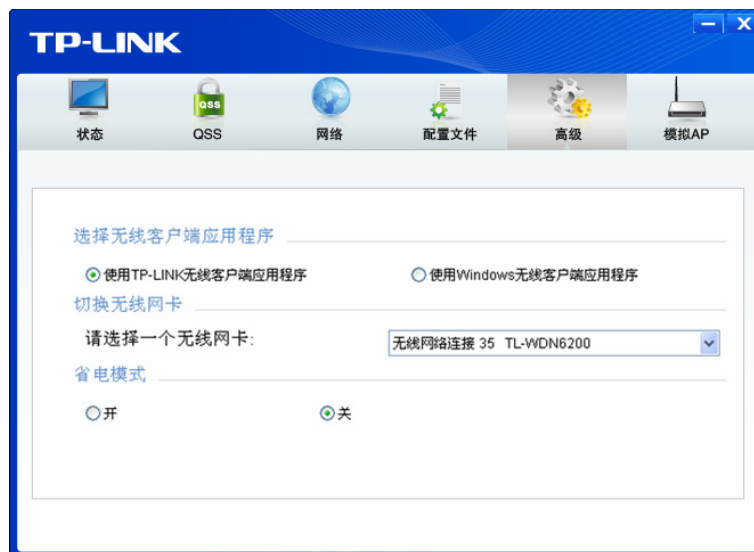 TP-LINK
QSS
状态 QSS 网络 配置文件 高级 模拟AP
选择无线客户端应用程序
使用TP-LINK无线客户端应用程序 使用Windows无线客户端应用程序
切换无线网卡
请选择一个无线网卡: 无线网络连接 35 TL-WDN6200
省电模式
开 关